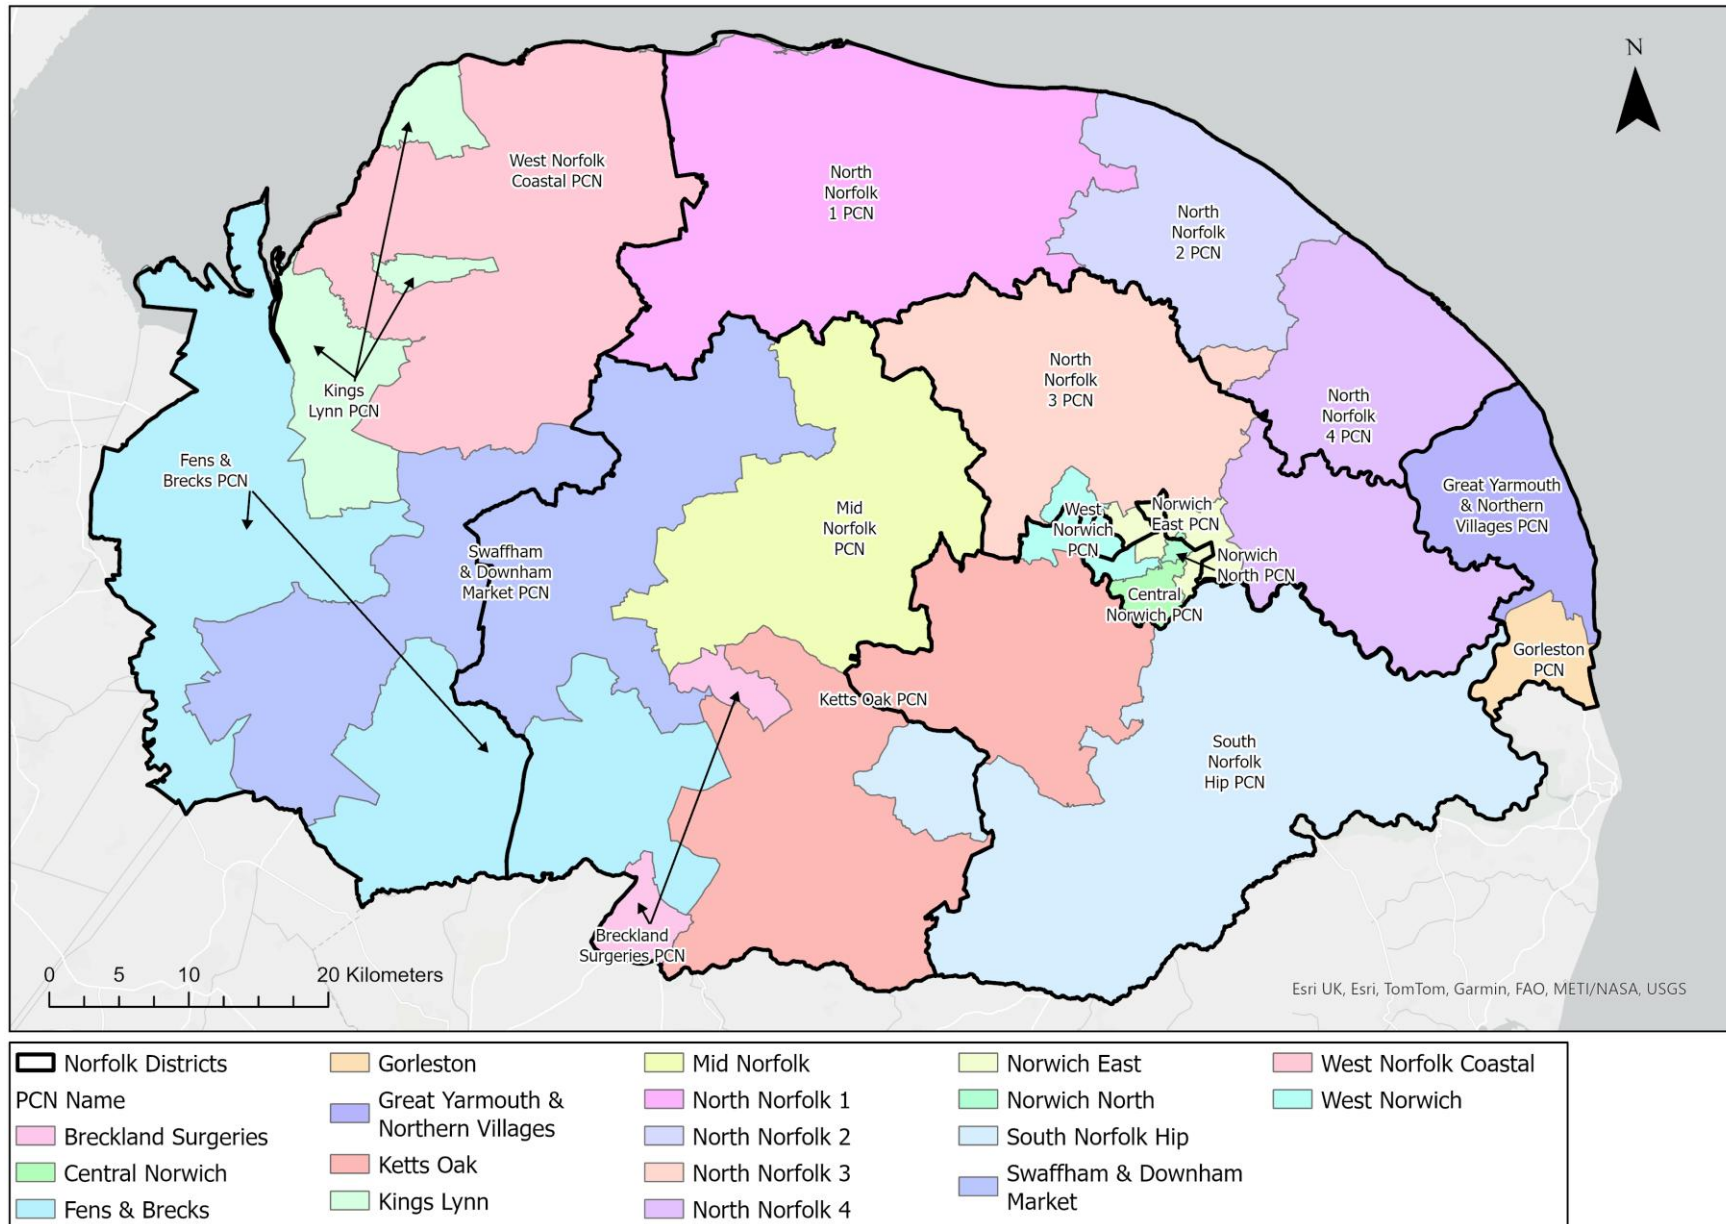 N
West Norfolk
Coastal PCN
North
Norfolk
1 PCN
North
Norfolk
2 PCN
Kings
Lynn PCN
North
Norfolk
3 PCN
North
Norfolk
4 PCN
Fens &
Brecks PCN
Great Yarmouth
& Northern
Villages PCN
Mid
Norfolk
PCN
West
Norwich
PCN
Norwich
East PCN
Swaffham
& Downham
Market PCN
Norwich
North PCN
Central
Norwich PCN
Gorleston
PCN
Ketts Oak PCN
South
Norfolk
Hip PCN
Breckland
Surgeries PCN
0 5 10 20 Kilometers
Esri UK, Esri, TomTom, Garmin, FAO, METI/NASA, USGS
Norfolk Districts
PCN Name
Breckland Surgeries
Central Norwich
Fens & Brecks
Gorleston
Great Yarmouth &
Northern Villages
Ketts Oak
Kings Lynn
Mid Norfolk
North Norfolk 1
North Norfolk 2
North Norfolk 3
North Norfolk 4
Norwich East
Norwich North
South Norfolk Hip
Swaffham & Downham
Market
West Norfolk Coastal
West Norwich